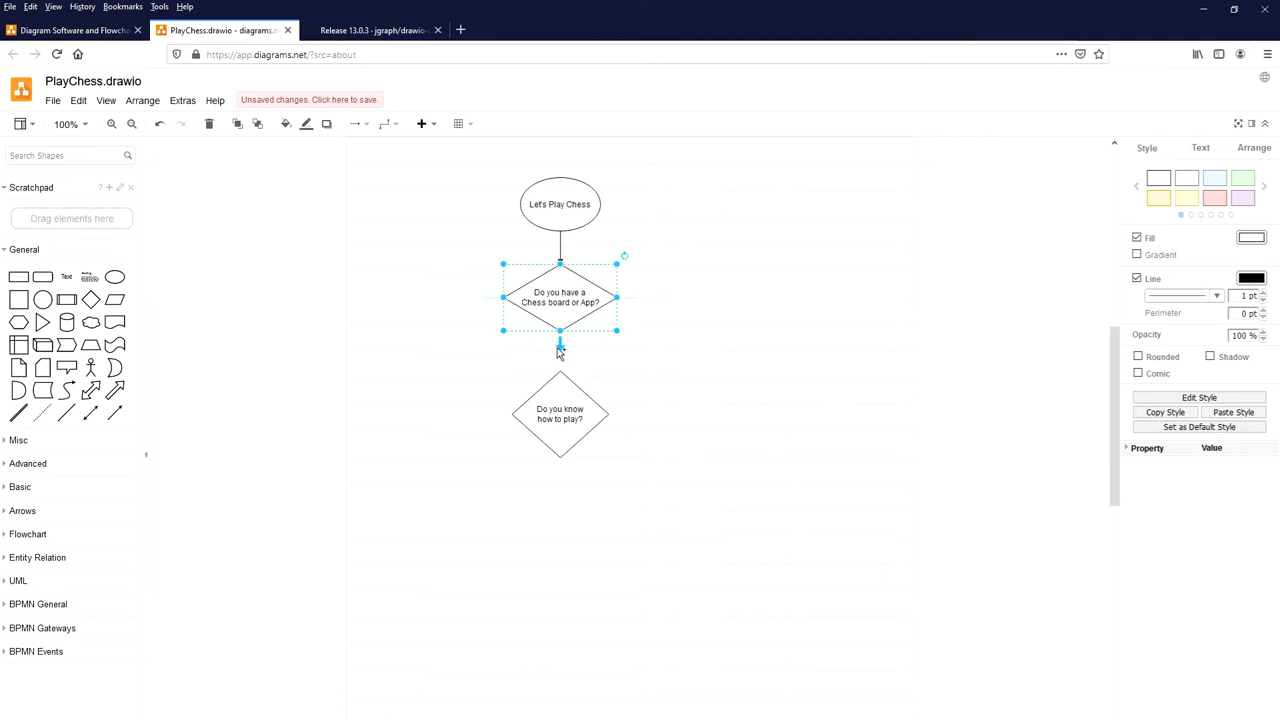 File Edit View History Bookmarks Tools Help
Diagram Software and Flowcha
PlayChess.drawio - diagrams.n
Release 13.0.3 - jgraph/drawio-
https://app.diagrams.net/?src=about
PlayChess.drawio
File Edit View Arrange Extras Help
Unsaved changes. Click here to save.
100%
Search Shapes
Scratchpad
?
Drag elements here
General
Text
Misc
Advanced
Basic
Arrows
Flowchart
Entity Relation
UML
BPMN General
BPMN Gateways
BPMN Events
Let's Play Chess
Do you have a
Chess board or App?
Do you know
how to play?
Style Text Arrange
Fill
Gradient
Line
1 pt
Perimeter 0 pt
Opacity 100 %
Rounded Shadow
Comic
Edit Style
Copy Style Paste Style
Set as Default Style
Property Value